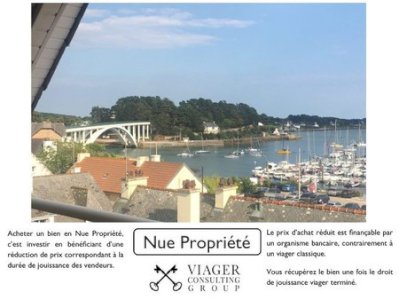 Acheter un bien en Nue Propriété,
c'est investir en bénéficiant d'une
réduction de prix correspondant à la
durée de jouissance des vendeurs.
Nue Propriété
VIAGER
CONSULTING
GROUP
Le prix d'achat réduit est finançable par
un organisme bancaire, contrairement à
un viager classique.
Vous récupérez le bien une fois le droit
de jouissance viager terminé.